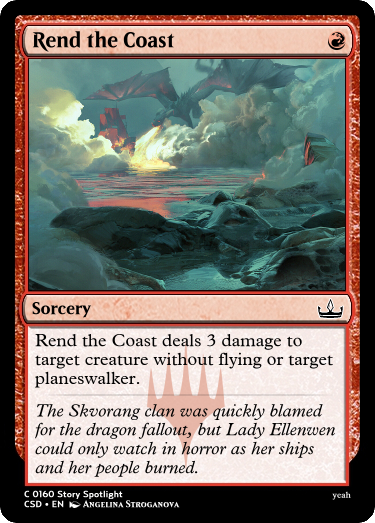 Rend the Coast
Sorcery
Rend the Coast deals 3 damage to
target creature without flying or target
planeswalker.
The Skvorang clan was quickly blamed
for the dragon fallout, but Lady Ellenwen
could only watch in horror as her ships
and her people burned.
C 0160 Story Spotlight
yeah
CSD • EN Angelina Stroganova